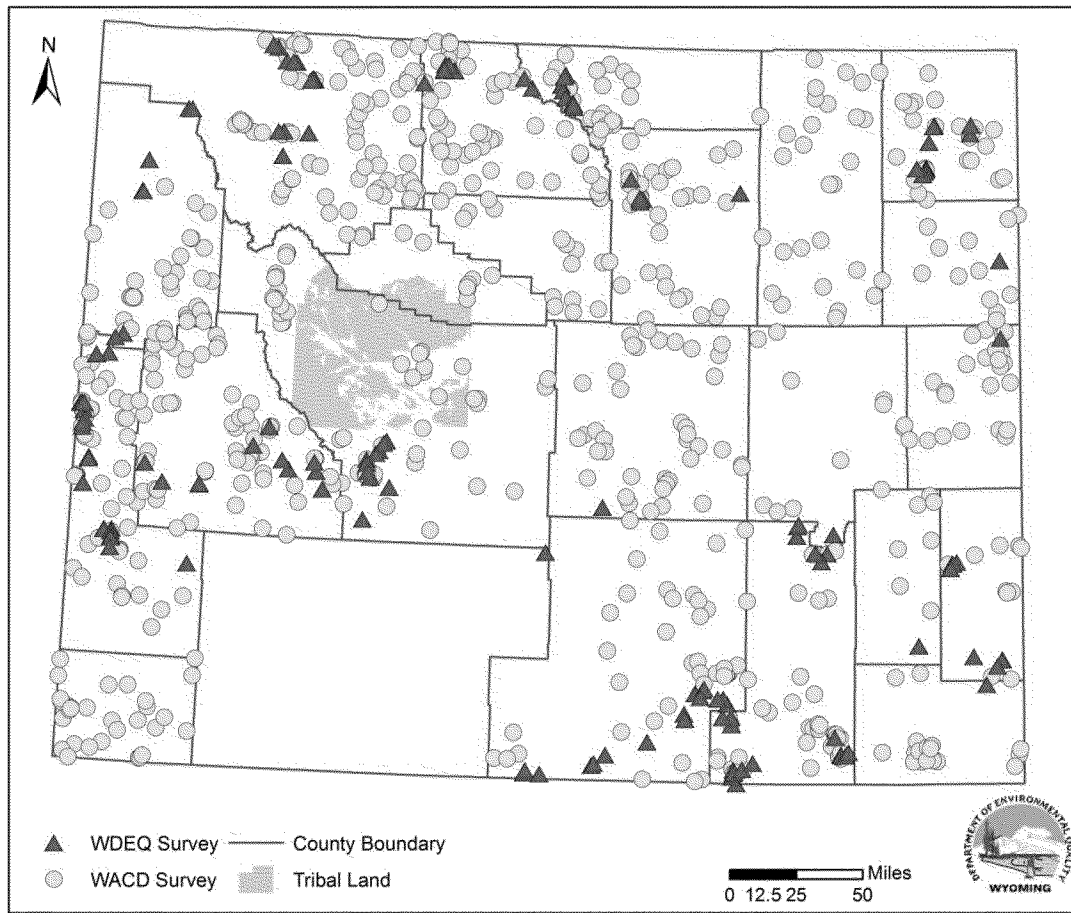 N
WDEQ Survey County Boundary
WACD Survey Tribal Land
Miles
0 12.5 25 50
DEPARTMENT OF ENVIRONMENTAL QUALITY
WYOMING